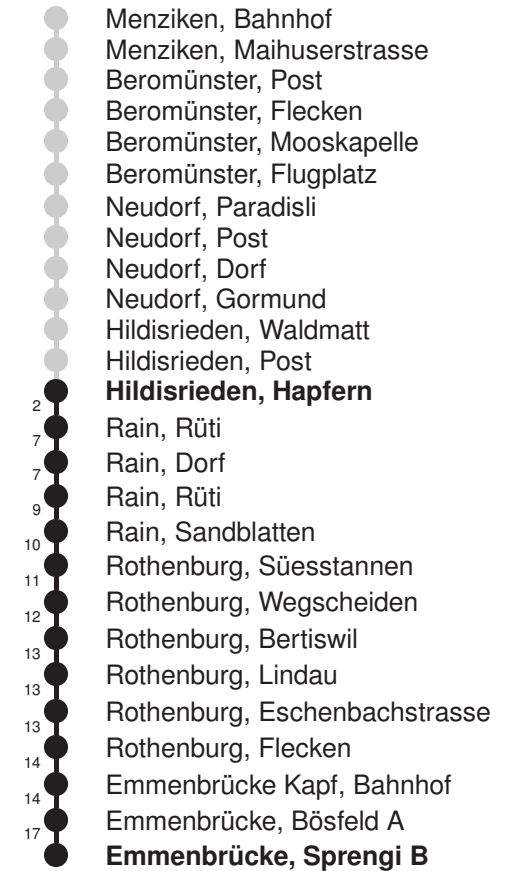 Menziken, Bahnhof
Menziken, Maihuserstrasse
Beromünster, Post
Beromünster, Flecken
Beromünster, Mooskapelle
Beromünster, Flugplatz
Neudorf, Paradisli
Neudorf, Post
Neudorf, Dorf
Neudorf, Gormund
Hildisrieden, Waldmatt
Hildisrieden, Post
Hildisrieden, Hapfern
2 Rain, Rüti
7 Rain, Dorf
7 Rain, Rüti
9 Rain, Sandblatten
10 Rothenburg, Süesstannen
11 Rothenburg, Wegscheiden
12 Rothenburg, Bertiswil
13 Rothenburg, Lindau
13 Rothenburg, Eschenbachstrasse
13 Rothenburg, Flecken
14 Emmenbrücke Kapf, Bahnhof
14 Emmenbrücke, Bösfeld A
17 Emmenbrücke, Sprengi B